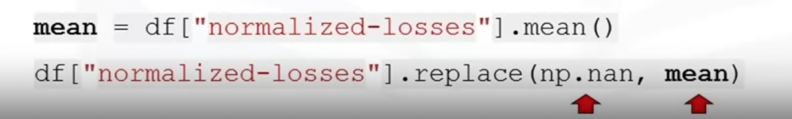 mean = df["normalized-losses"].mean()
df["normalized-losses"].replace(np.nan, mean)